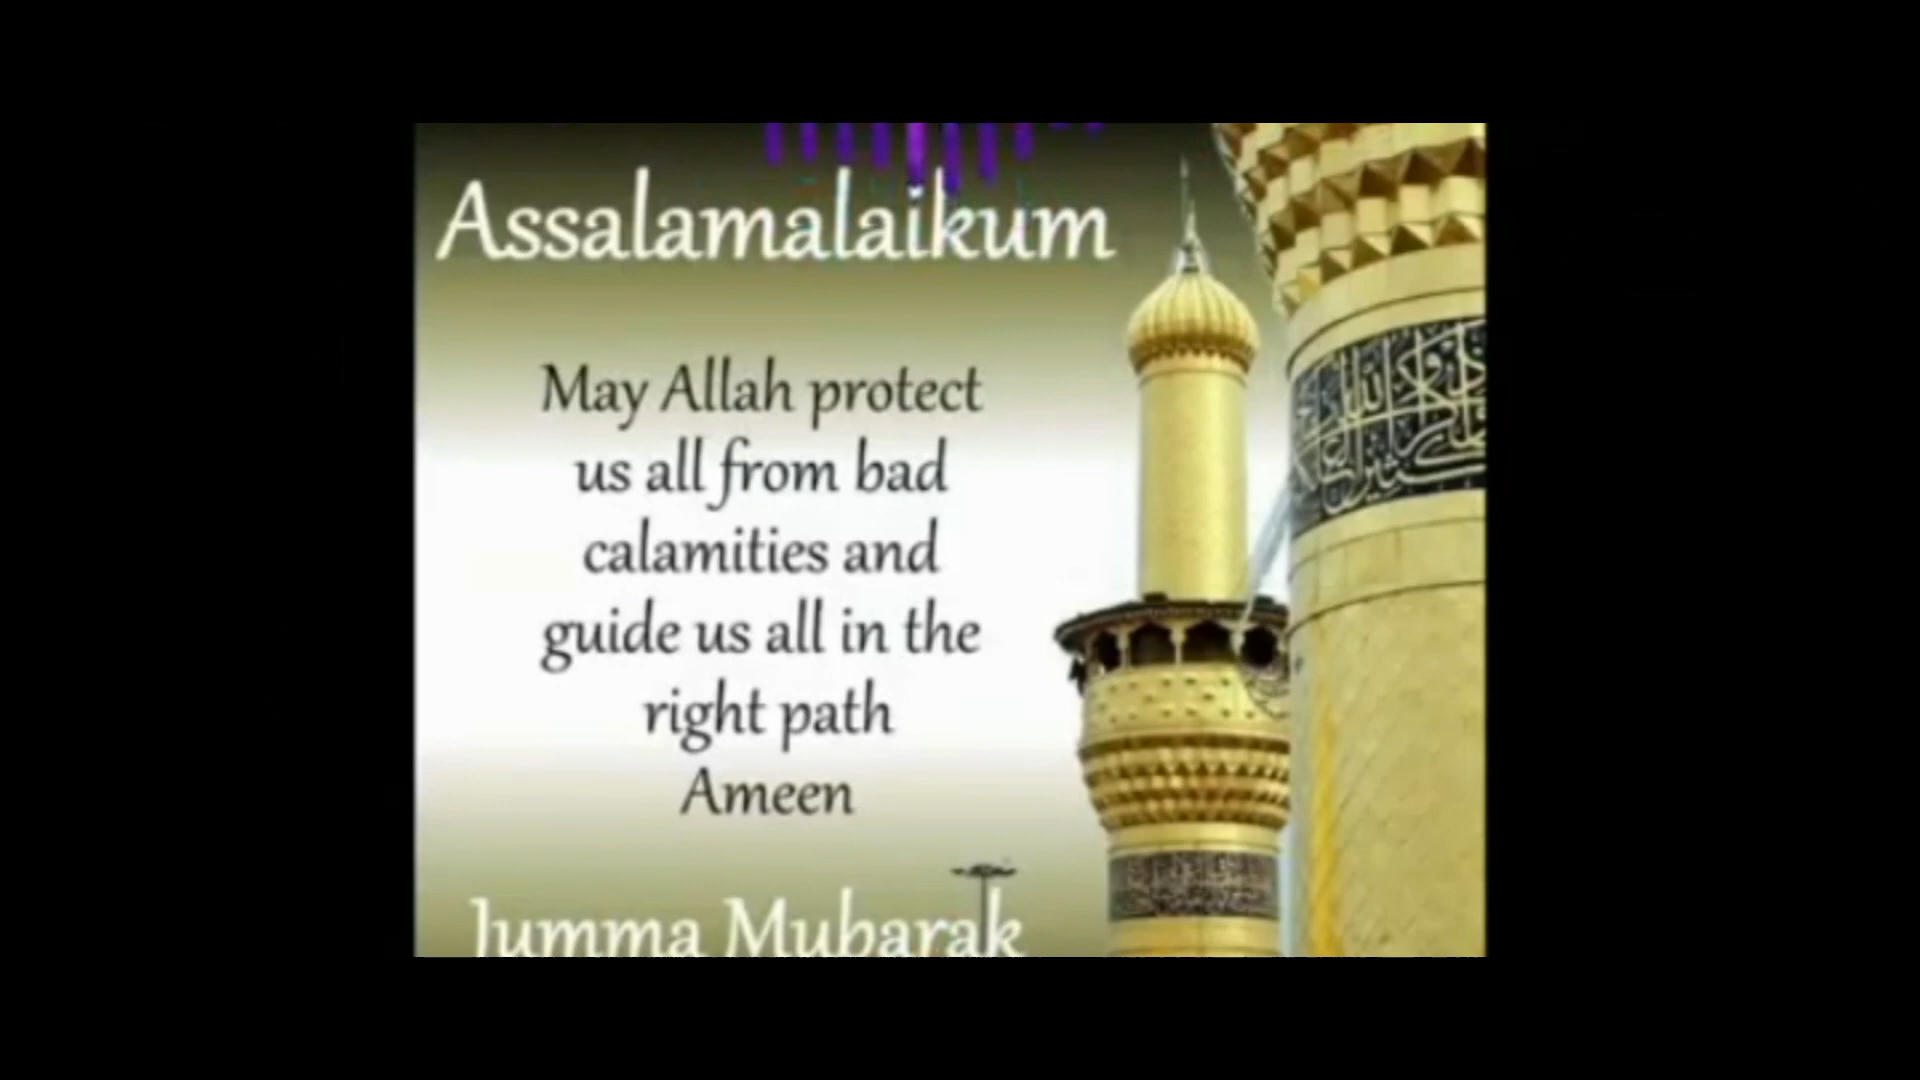 Assalamalaikum
May Allah protect
us all from bad
calamities and
guide us all in the
right path
Ameen
Jumma Mubarak